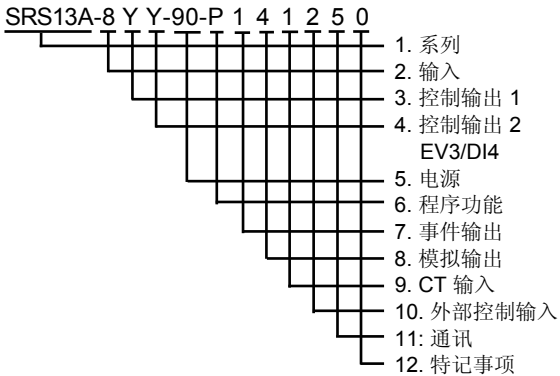 SRS13A-8 Y Y-90-P 1 4 1 2 5 0
1. 系列
2. 输入
3. 控制输出 1
4. 控制输出 2
EV3/DI4
5. 电源
6. 程序功能
7. 事件输出
8. 模拟输出
9. CT 输入
10. 外部控制输入
11: 通讯
12. 特记事项